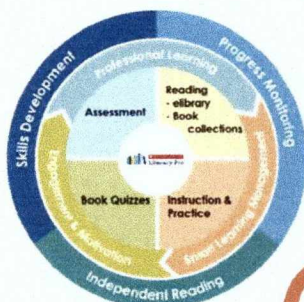 Skills Development
Progress Monitoring
Professional Learning
Assessment
Reading
- elibrary
- Book
collections
Literacy Pro
Engagement & Motivation
Book Quizzes
Instruction &
Practice
Smart Learning Management
Independent Reading